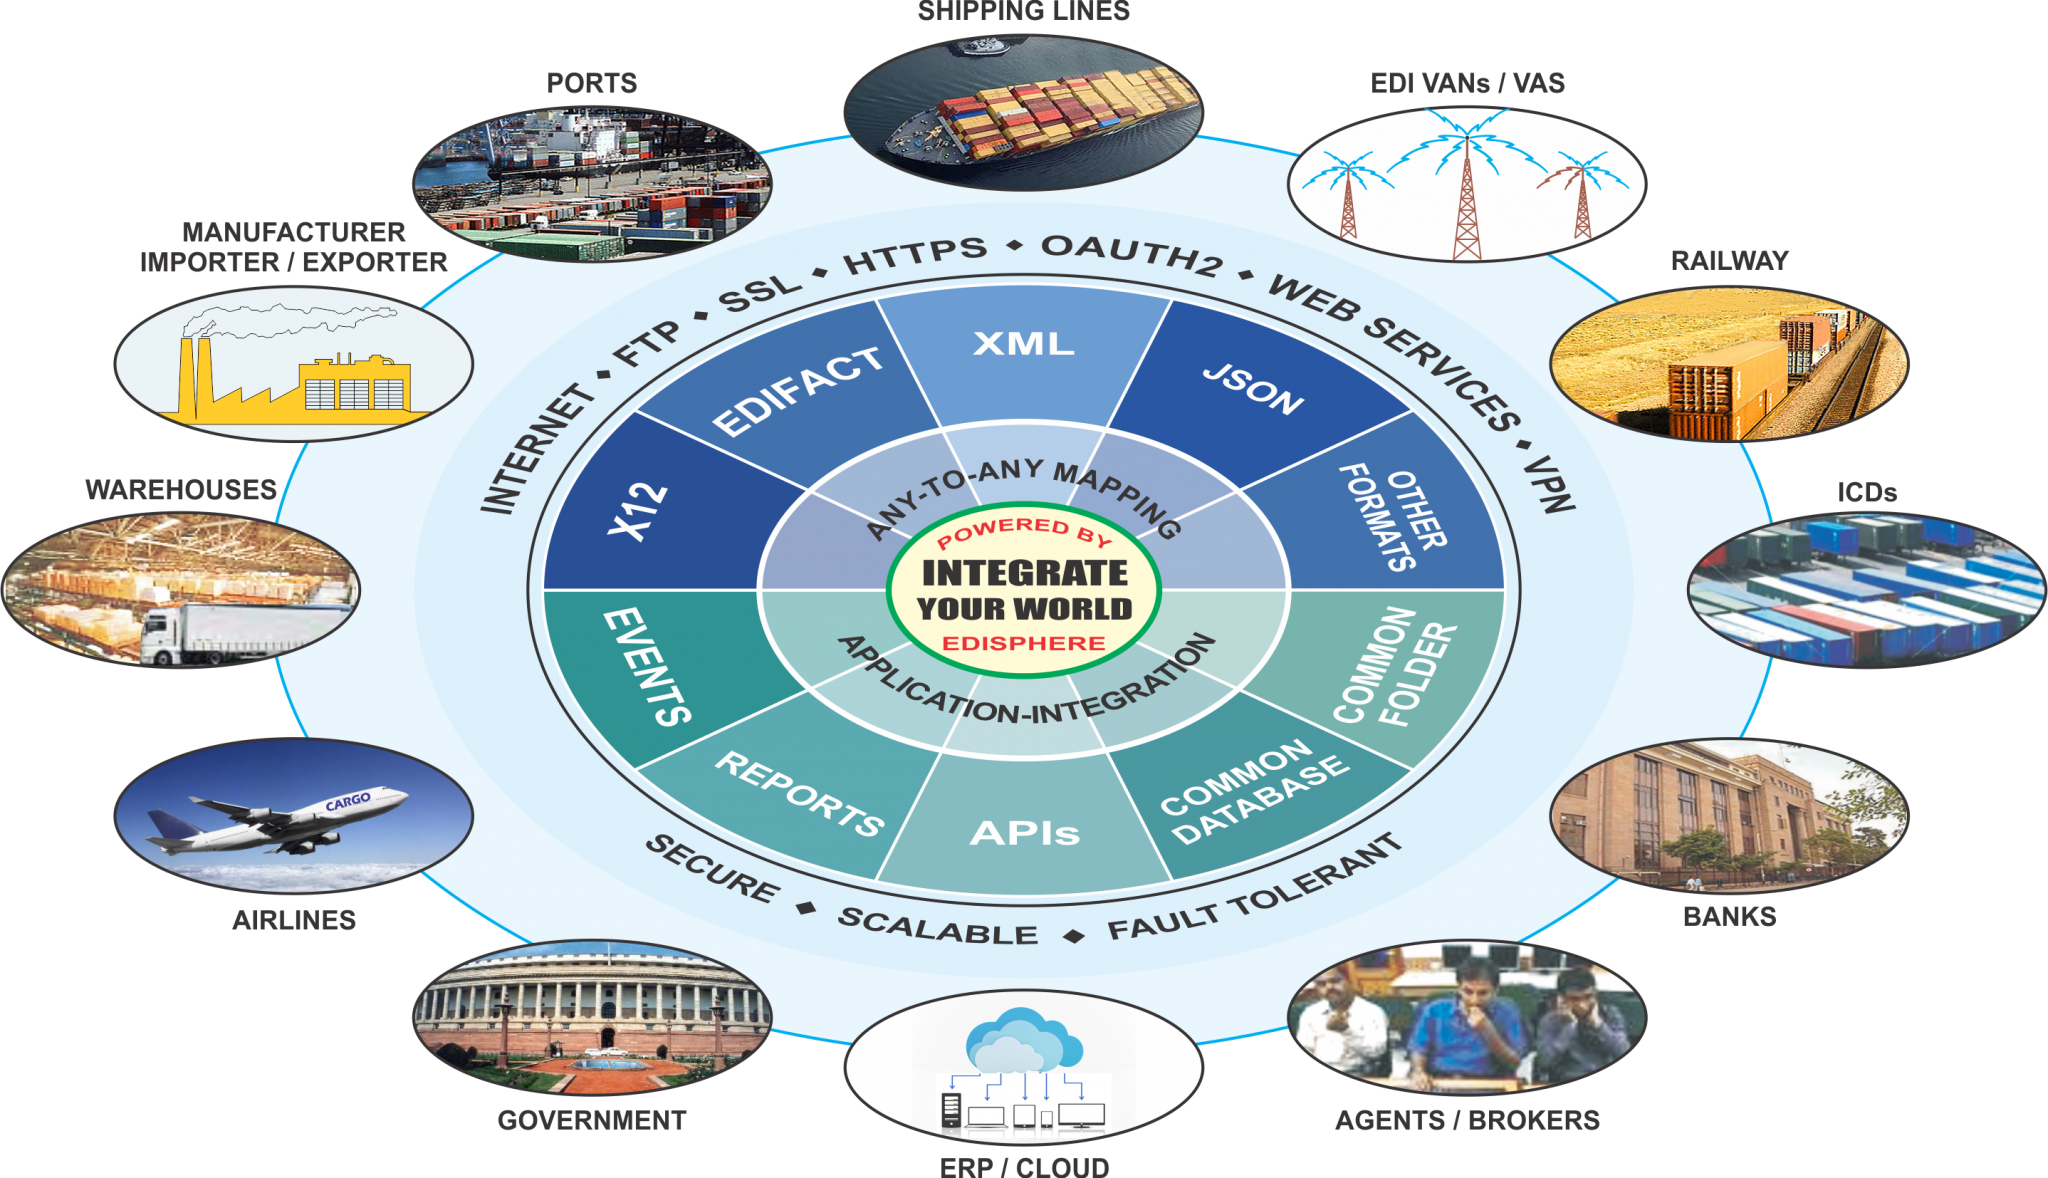 SHIPPING LINES
PORTS
EDI VANs / VAS
MANUFACTURER
IMPORTER / EXPORTER
RAILWAY
WAREHOUSES
ICDs
AIRLINES
CARGO
BANKS
GOVERNMENT
AGENTS / BROKERS
ERP / CLOUD
INTERNET ◆ FTP ◆ SSL ◆ HTTPS ◆ OAUTH2 ◆ WEB SERVICES ◆ VPN
X12
EDIFACT
XML
JSON
OTHER
FORMATS
ANY-TO-ANY MAPPING
POWERED BY
INTEGRATE
YOUR WORLD
EDISPHERE
APPLICATION-INTEGRATION
EVENTS
REPORTS
APIs
COMMON
DATABASE
COMMON
FOLDER
SECURE ◆ SCALABLE ◆ FAULT TOLERANT